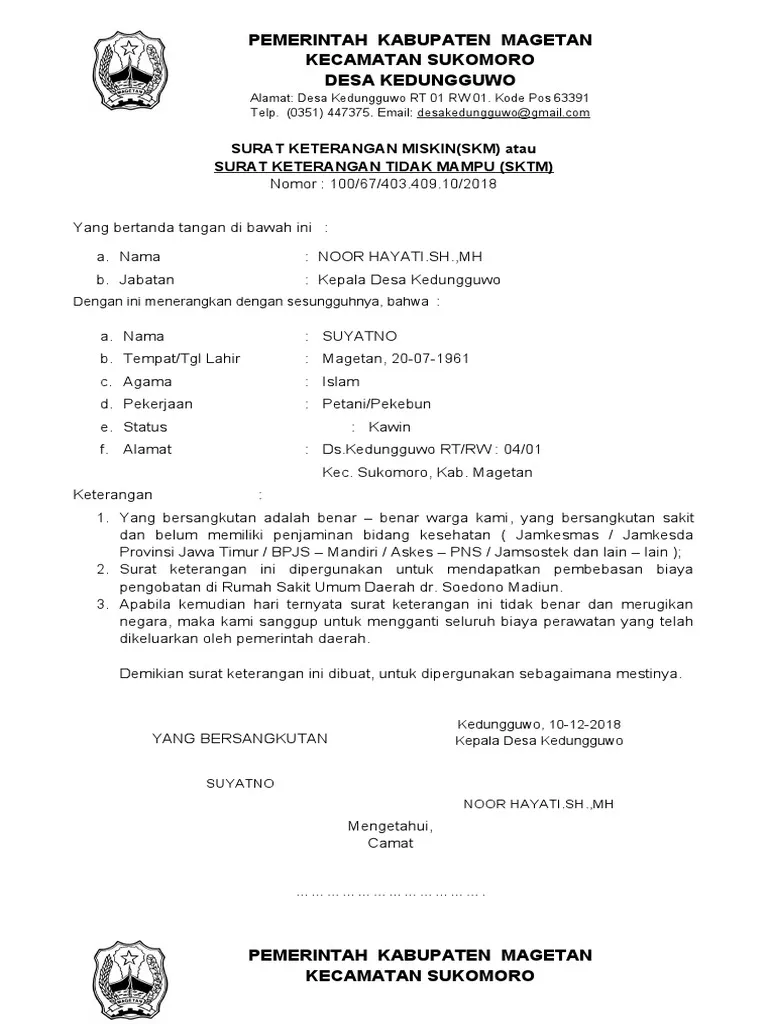 PEMERINTAH KABUPATEN MAGETAN
KECAMATAN SUKOMORO
DESA KEDUNGGUWO
Alamat: Desa Kedungguwo RT 01 RW 01. Kode Pos 63391
Telp. (0351) 447375. Email: desakedungguwo@gmail.com
MAGETAN
SURAT KETERANGAN MISKIN(SKM) atau
SURAT KETERANGAN TIDAK MAMPU (SKTM)
Nomor : 100/67/403.409.10/2018
Yang bertanda tangan di bawah ini :
a. Nama : NOOR HAYATI.SH.,MH
b. Jabatan : Kepala Desa Kedungguwo
Dengan ini menerangkan dengan sesungguhnya, bahwa :
a. Nama : SUYATNO
b. Tempat/Tgl Lahir : Magetan, 20-07-1961
c. Agama : Islam
d. Pekerjaan : Petani/Pekebun
e. Status : Kawin
f. Alamat : Ds.Kedungguwo RT/RW : 04/01
Kec. Sukomoro, Kab. Magetan
Keterangan :
1. Yang bersangkutan adalah benar – benar warga kami, yang bersangkutan sakit
dan belum memiliki penjaminan bidang kesehatan ( Jamkesmas / Jamkesda
Provinsi Jawa Timur / BPJS – Mandiri / Askes – PNS / Jamsostek dan lain – lain );
2. Surat keterangan ini dipergunakan untuk mendapatkan pembebasan biaya
pengobatan di Rumah Sakit Umum Daerah dr. Soedono Madiun.
3. Apabila kemudian hari ternyata surat keterangan ini tidak benar dan merugikan
negara, maka kami sanggup untuk mengganti seluruh biaya perawatan yang telah
dikeluarkan oleh pemerintah daerah.
Demikian surat keterangan ini dibuat, untuk dipergunakan sebagaimana mestinya.
Kedungguwo, 10-12-2018
YANG BERSANGKUTAN Kepala Desa Kedungguwo
SUYATNO
NOOR HAYATI.SH.,MH
Mengetahui,
Camat
……………………………….
PEMERINTAH KABUPATEN MAGETAN
KECAMATAN SUKOMORO
MAGETAN